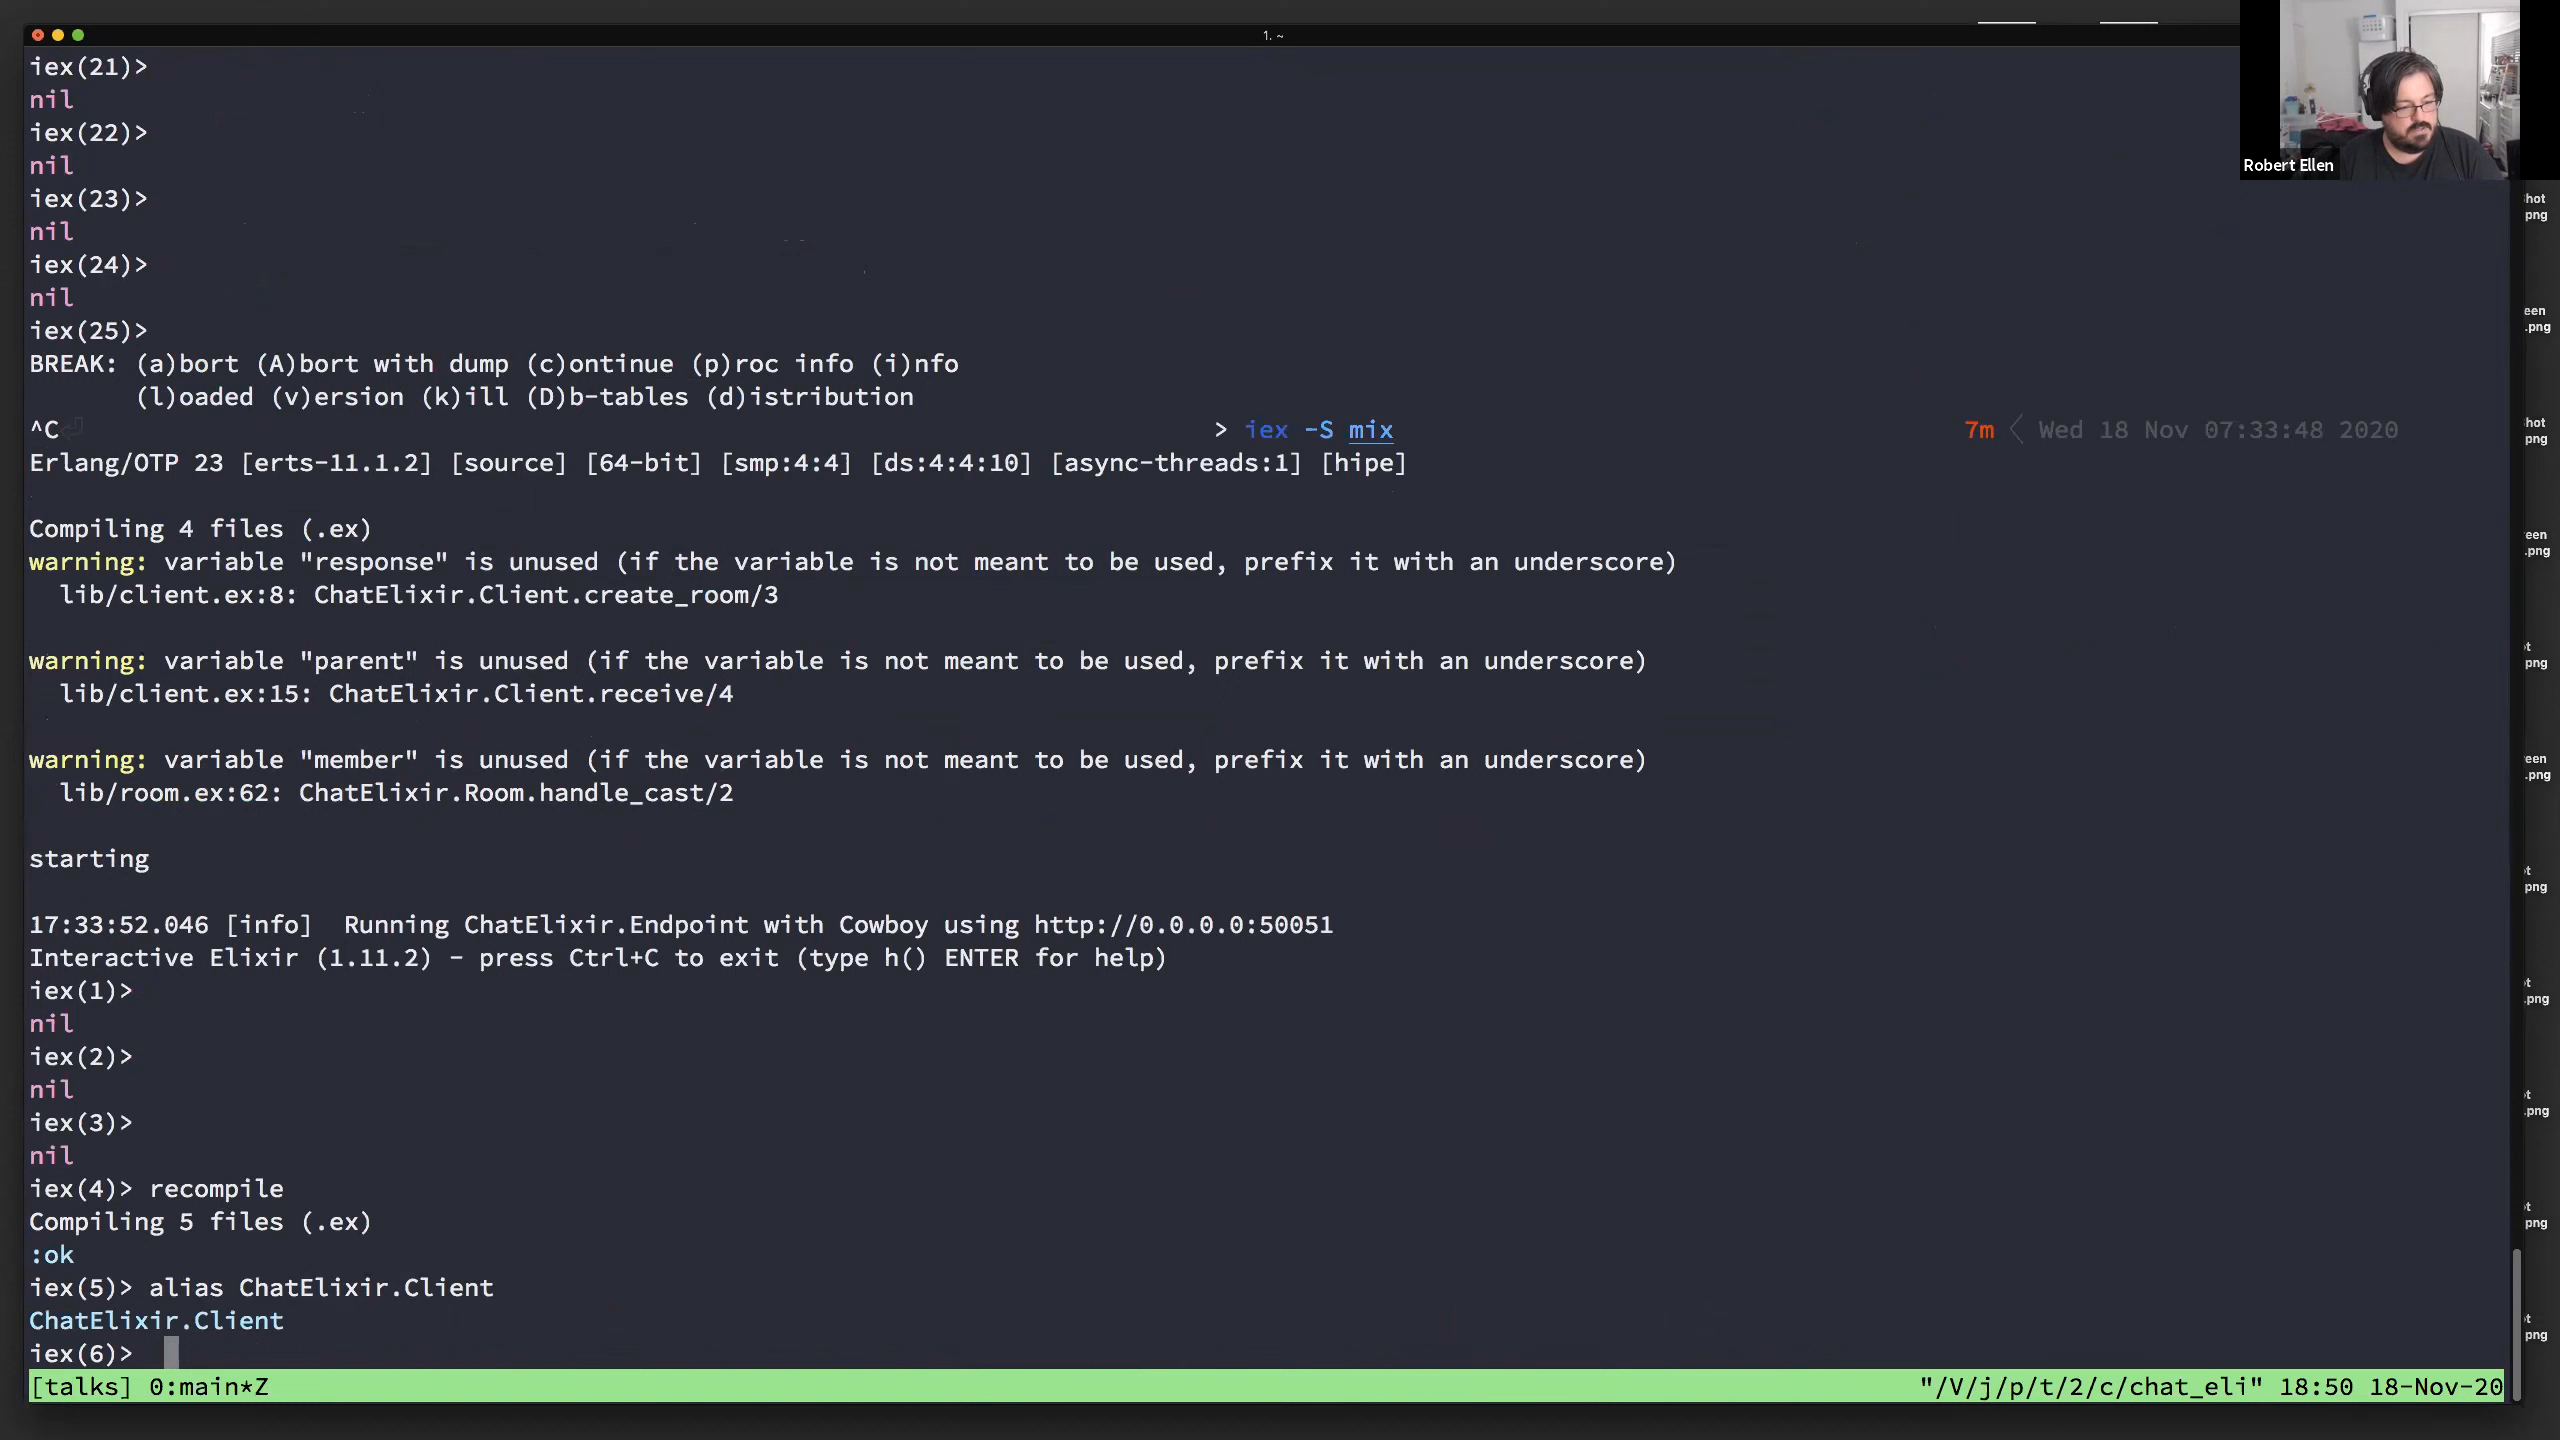 1. ~
iex(21)>
nil
iex(22)>
nil
iex(23)>
nil
iex(24)>
nil
iex(25)>
BREAK: (a)bort (A)bort with dump (c)ontinue (p)roc info (i)nfo
(l)oaded (v)ersion (k)ill (D)b-tables (d)istribution
^C⏎ > iex -S mix 7m < Wed 18 Nov 07:33:48 2020
Erlang/OTP 23 [erts-11.1.2] [source] [64-bit] [smp:4:4] [ds:4:4:10] [async-threads:1] [hipe]
Compiling 4 files (.ex)
warning: variable "response" is unused (if the variable is not meant to be used, prefix it with an underscore)
lib/client.ex:8: ChatElixir.Client.create_room/3
warning: variable "parent" is unused (if the variable is not meant to be used, prefix it with an underscore)
lib/client.ex:15: ChatElixir.Client.receive/4
warning: variable "member" is unused (if the variable is not meant to be used, prefix it with an underscore)
lib/room.ex:62: ChatElixir.Room.handle_cast/2
starting
17:33:52.046 [info] Running ChatElixir.Endpoint with Cowboy using http://0.0.0.0:50051
Interactive Elixir (1.11.2) - press Ctrl+C to exit (type h() ENTER for help)
iex(1)>
nil
iex(2)>
nil
iex(3)>
nil
iex(4)> recompile
Compiling 5 files (.ex)
:ok
iex(5)> alias ChatElixir.Client
ChatElixir.Client
iex(6)>
[talks] 0:main*Z "/V/j/p/t/2/c/chat_eli" 18:50 18-Nov-20
Robert Ellen